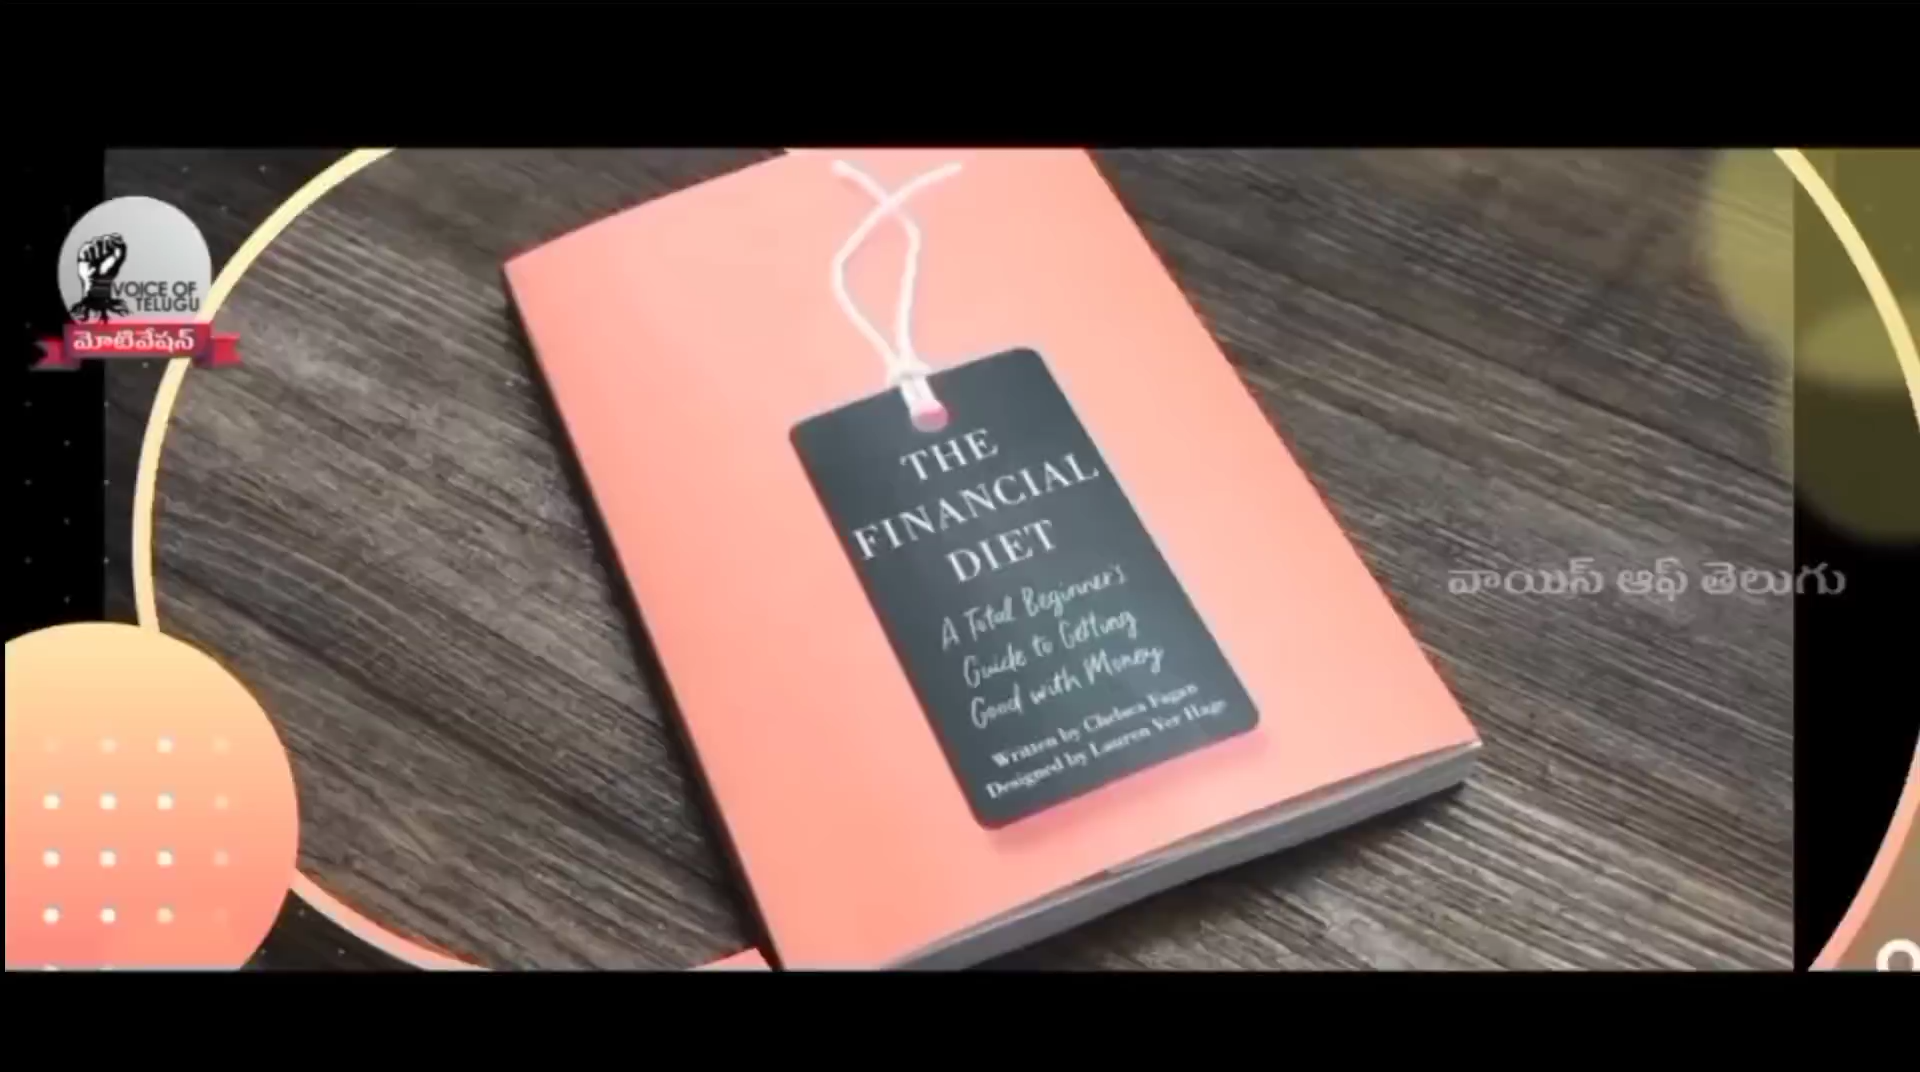 VOICE OF
TELUGU
మోటివేషన్
THE
FINANCIAL
DIET
A Total Beginner's
Guide to Getting
Good with Money
Written by Chelsea Fagan
Designed by Lauren Ver Hage
వాయిస్ ఆఫ్ తెలుగు